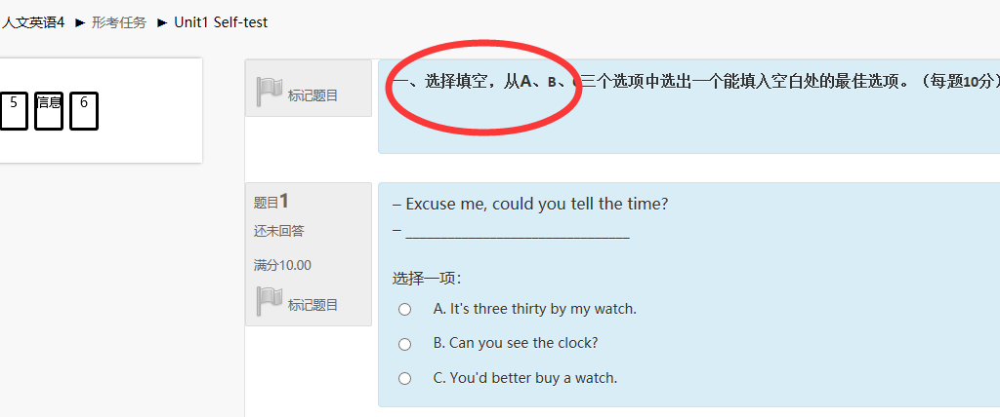 人文英语4 ► 形考任务 ► Unit1 Self-test
5 信息 6
标记题目
一、选择填空，从A、B、C三个选项中选出一个能填入空白处的最佳选项。（每题10分）
题目1
还未回答
满分10.00
标记题目
– Excuse me, could you tell the time?
– ________________________________
选择一项：
A. It's three thirty by my watch.
B. Can you see the clock?
C. You'd better buy a watch.